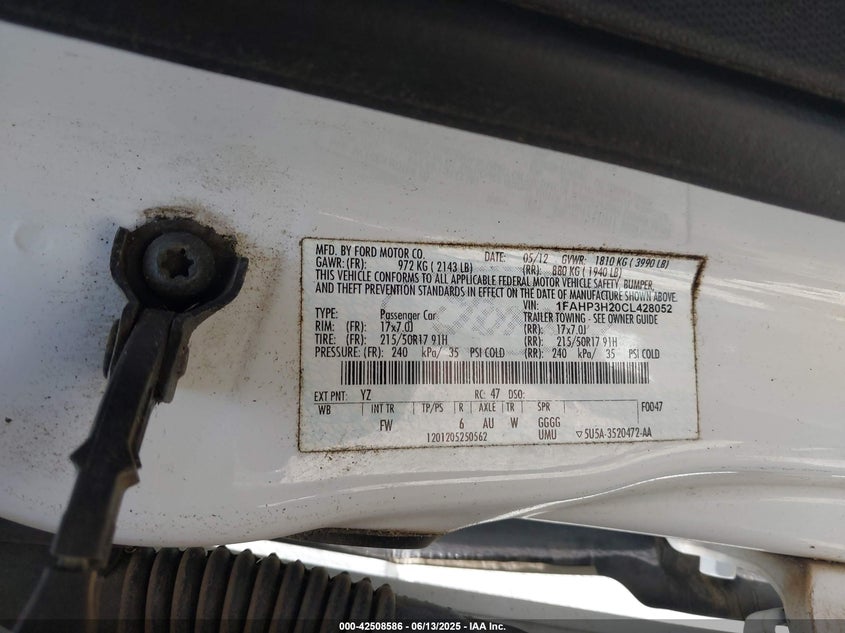 MFD. BY FORD MOTOR CO. DATE: 05/12 GVWR: 1810 KG ( 3990 LB)
GAWR: (FR): 972 KG ( 2143 LB) (RR): 880 KG ( 1940 LB)
THIS VEHICLE CONFORMS TO ALL APPLICABLE FEDERAL MOTOR VEHICLE SAFETY, BUMPER,
AND THEFT PREVENTION STANDARDS IN EFFECT ON THE DATE OF MANUFACTURE SHOWN ABOVE.
VIN: 1FAHP3H20CL428052
TYPE: Passenger Car TRAILER TOWING - SEE OWNER GUIDE
RIM: (FR): 17x7.0J (RR): 17x7.0J
TIRE: (FR): 215/50R17 91H (RR): 215/50R17 91H
PRESSURE: (FR): 240 kPa/ 35 PSI COLD (RR): 240 kPa/ 35 PSI COLD
EXT PNT: YZ RC: 47 DSO:
WB INT TR TP/PS R AXLE TR SPR F0047
FW 6 AU W GGGG
1201205250562 UMU ▽5U5A-3520472-AA
000-42508586 - 06/13/2025 - IAA Inc.